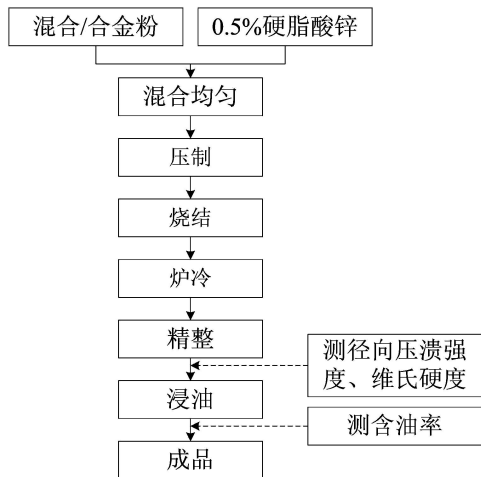 混合/合金粉
0.5%硬脂酸锌
混合均匀
压制
烧结
炉冷
精整
测径向压溃强
度、维氏硬度
浸油
测含油率
成品